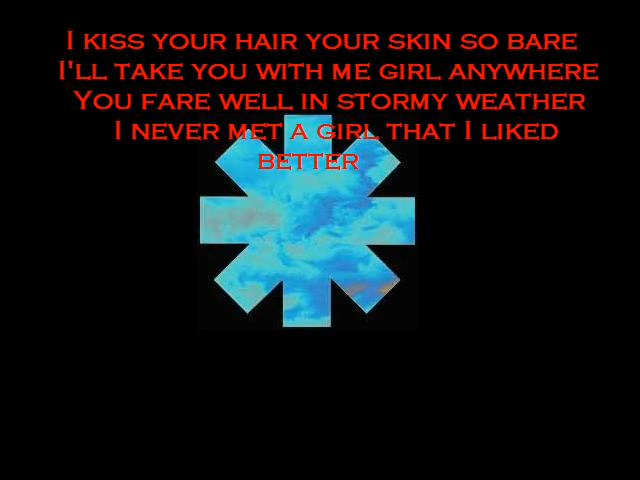 I kiss your hair your skin so bare
I'll take you with me girl anywhere
You fare well in stormy weather
I never met a girl that I liked
better